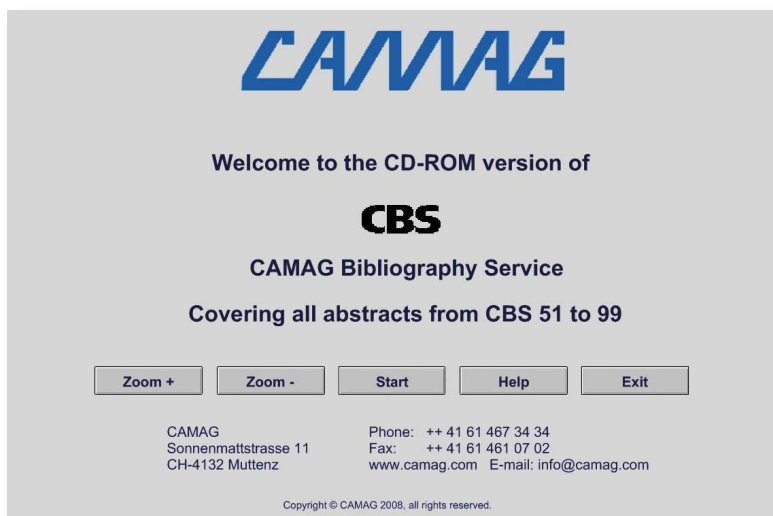 CAMAG
Welcome to the CD-ROM version of
CBS
CAMAG Bibliography Service
Covering all abstracts from CBS 51 to 99
Zoom + Zoom - Start Help Exit
CAMAG Phone: ++ 41 61 467 34 34
Sonnenmattstrasse 11 Fax: ++ 41 61 461 07 02
CH-4132 Muttenz www.camag.com E-mail: info@camag.com
Copyright © CAMAG 2008, all rights reserved.